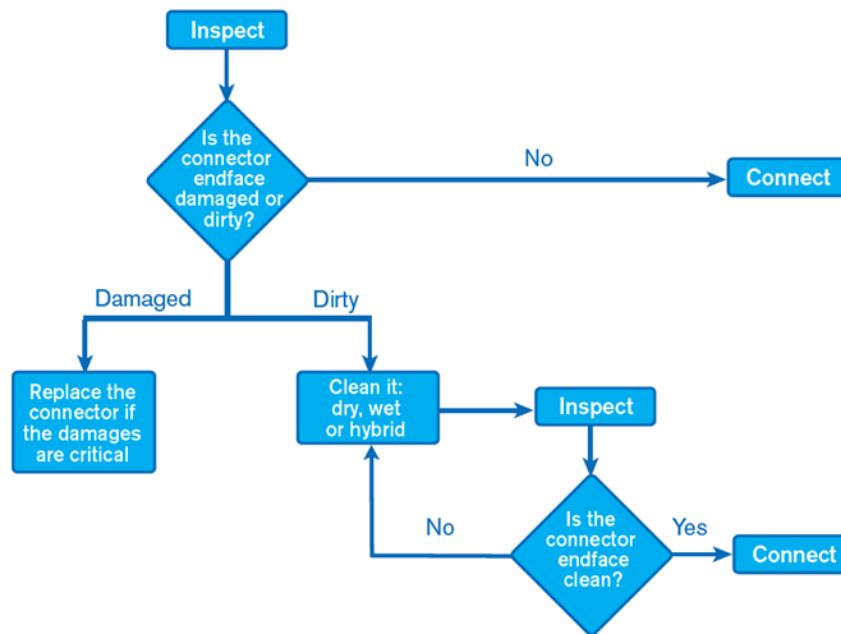 Inspect
Is the
connector
endface
damaged or
dirty?
No
Connect
Damaged
Dirty
Replace the
connector if
the damages
are critical
Clean it:
dry, wet
or hybrid
Inspect
Is the
connector
endface
clean?
No
Yes
Connect